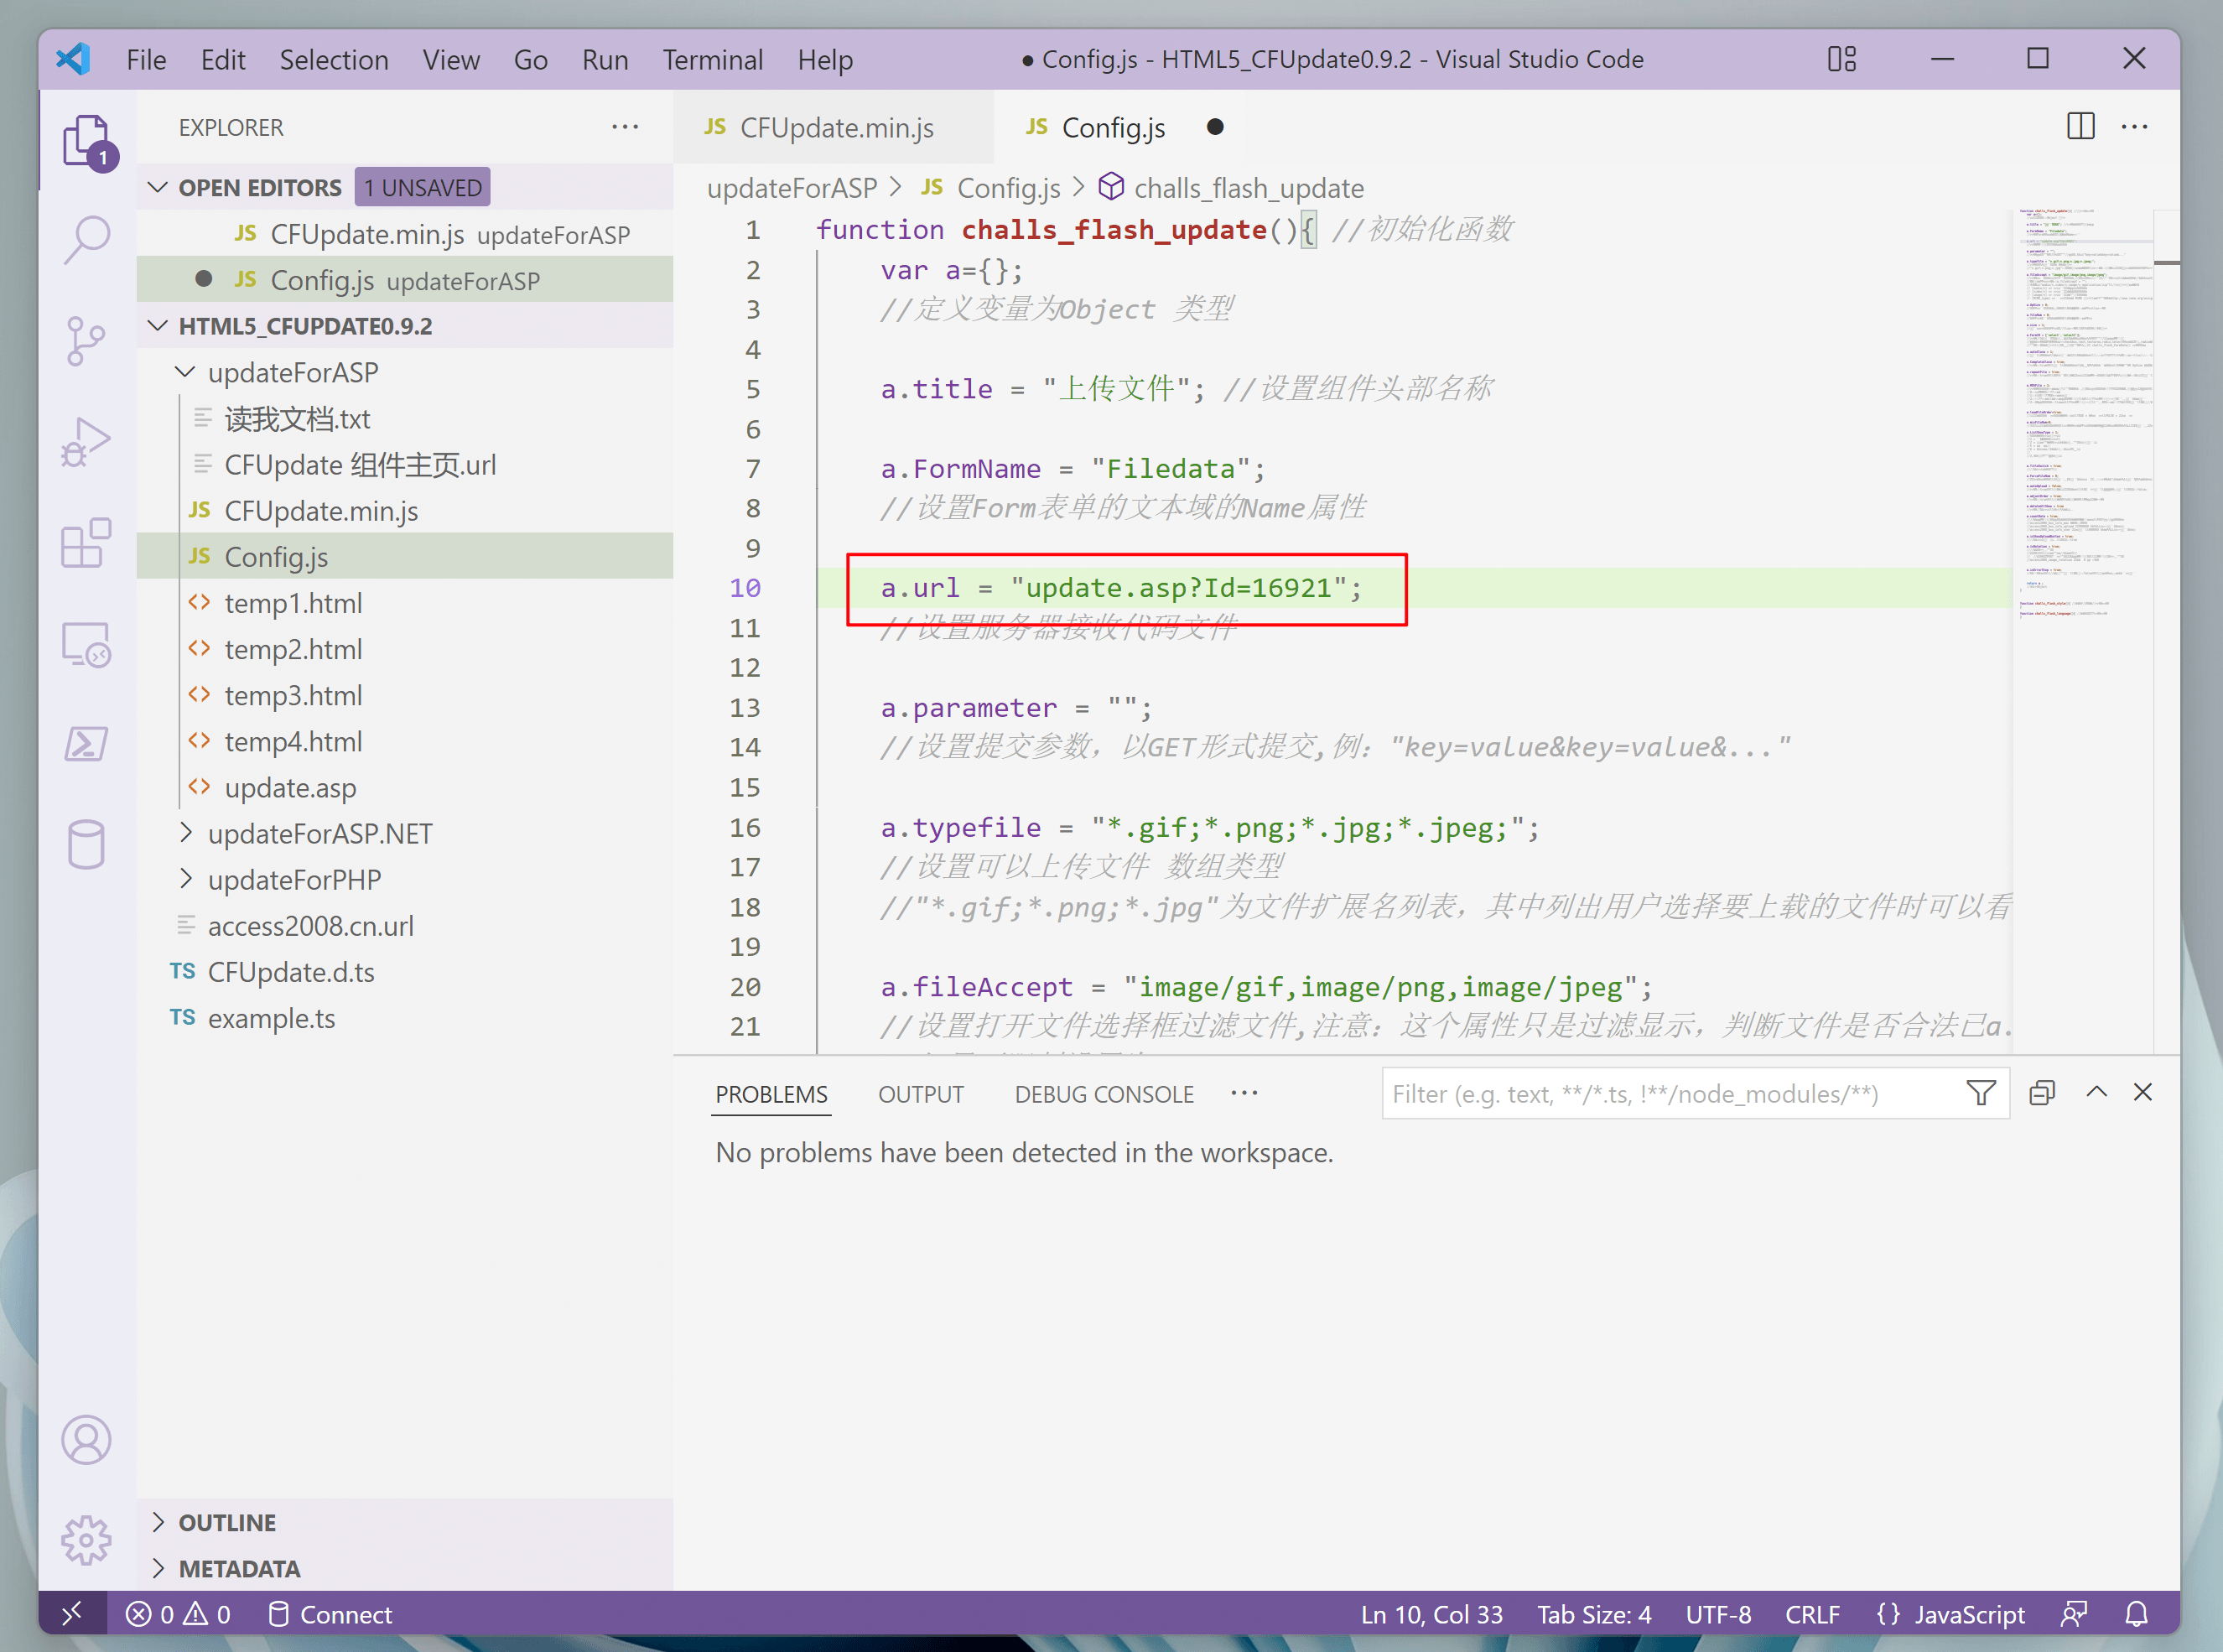 File Edit Selection View Go Run Terminal Help
● Config.js - HTML5_CFUpdate0.9.2 - Visual Studio Code
EXPLORER
OPEN EDITORS 1 UNSAVED
JS CFUpdate.min.js updateForASP
JS Config.js updateForASP
HTML5_CFUPDATE0.9.2
updateForASP
读我文档.txt
CFUpdate 组件主页.url
JS CFUpdate.min.js
JS Config.js
temp1.html
temp2.html
temp3.html
temp4.html
update.asp
updateForASP.NET
updateForPHP
access2008.cn.url
TS CFUpdate.d.ts
TS example.ts
OUTLINE
METADATA
1
JS CFUpdate.min.js JS Config.js
updateForASP > JS Config.js > challs_flash_update
1 function challs_flash_update(){ //初始化函数
2 var a={};
3 //定义变量为Object 类型
4
5 a.title = "上传文件"; //设置组件头部名称
6
7 a.FormName = "Filedata";
8 //设置Form表单的文本域的Name属性
9
10 a.url = "update.asp?Id=16921";
11 //设置服务器接收代码文件
12
13 a.parameter = "";
14 //设置提交参数，以GET形式提交,例："key=value&key=value&..."
15
16 a.typefile = "*.gif;*.png;*.jpg;*.jpeg;";
17 //设置可以上传文件 数组类型
18 //"*.gif;*.png;*.jpg"为文件扩展名列表，其中列出用户选择要上载的文件时可以看
19
20 a.fileAccept = "image/gif,image/png,image/jpeg";
21 //设置打开文件选择框过滤文件,注意：这个属性只是过滤显示，判断文件是否合法已a.
PROBLEMS OUTPUT DEBUG CONSOLE ···
Filter (e.g. text, **/*.ts, !**/node_modules/**)
No problems have been detected in the workspace.
0 0 Connect
Ln 10, Col 33 Tab Size: 4 UTF-8 CRLF {} JavaScript